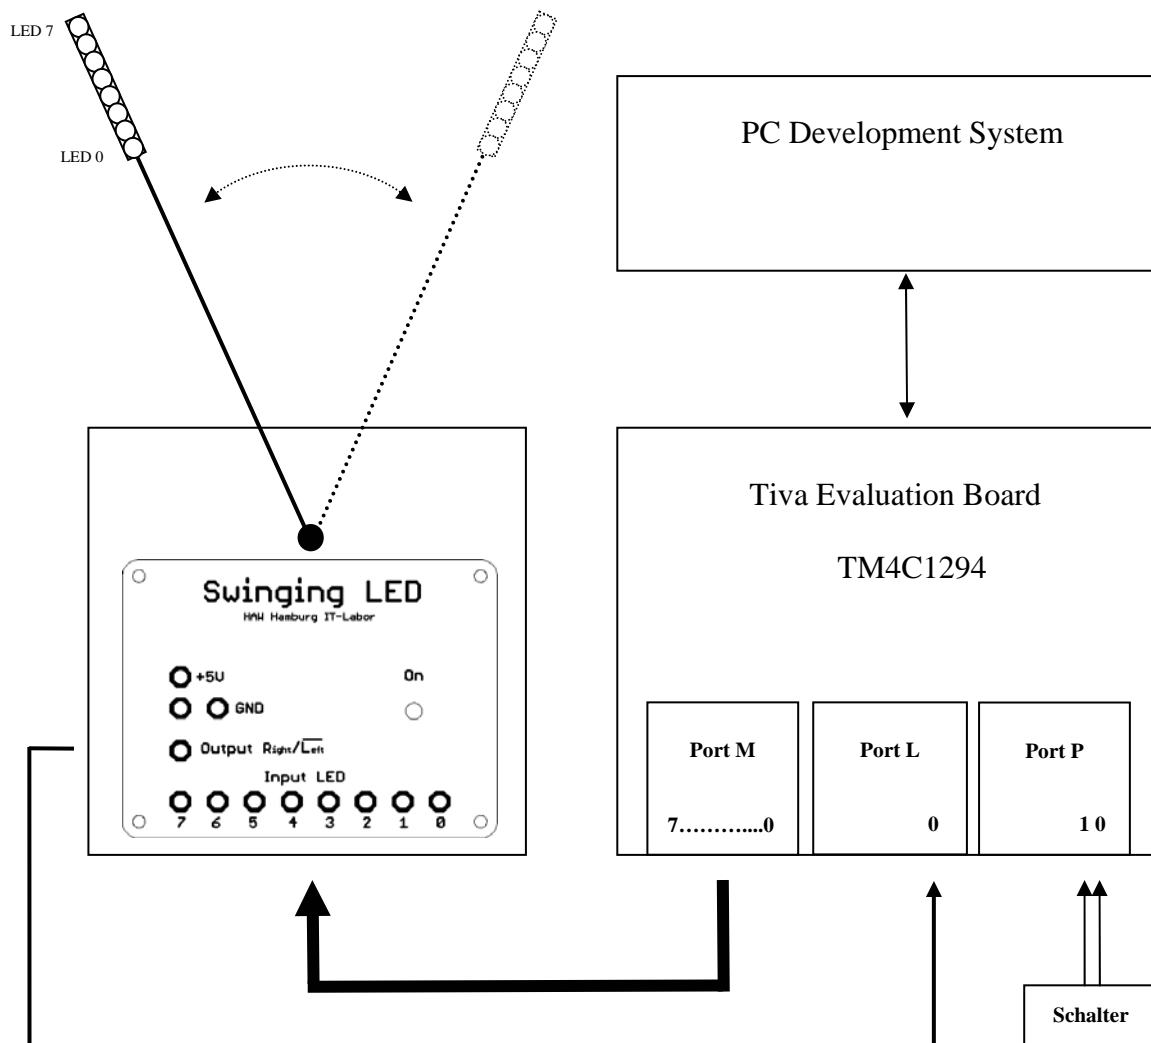 LED 7
LED 0
PC Development System
Swinging LED
HAW Hamburg IT-Labor
+5V
On
GND
Output Right/Left
Input LED
7 6 5 4 3 2 1 0
Tiva Evaluation Board
TM4C1294
Port M
7...............0
Port L
0
Port P
1 0
Schalter